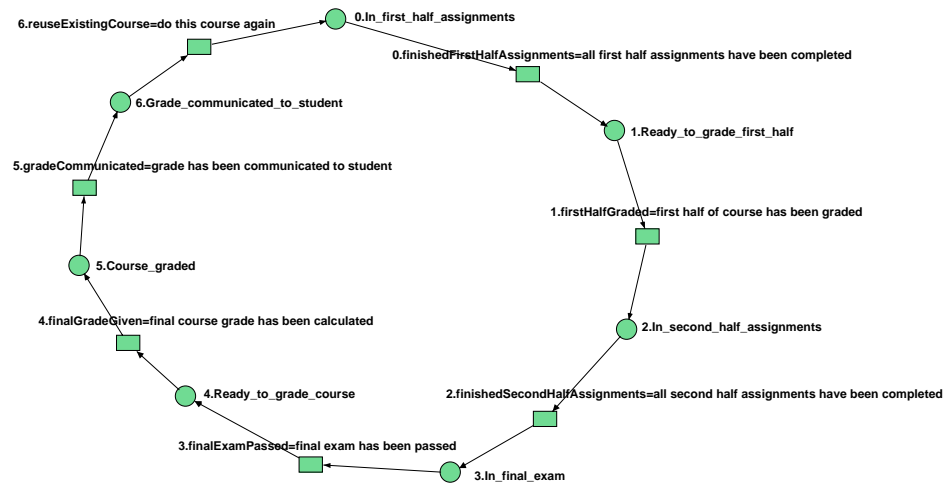 0.In_first_half_assignments
6.reuseExistingCourse=do this course again
0.finishedFirstHalfAssignments=all first half assignments have been completed
6.Grade_communicated_to_student
1.Ready_to_grade_first_half
5.gradeCommunicated=grade has been communicated to student
1.firstHalfGraded=first half of course has been graded
5.Course_graded
4.finalGradeGiven=final course grade has been calculated
2.In_second_half_assignments
4.Ready_to_grade_course
2.finishedSecondHalfAssignments=all second half assignments have been completed
3.finalExamPassed=final exam has been passed
3.In_final_exam